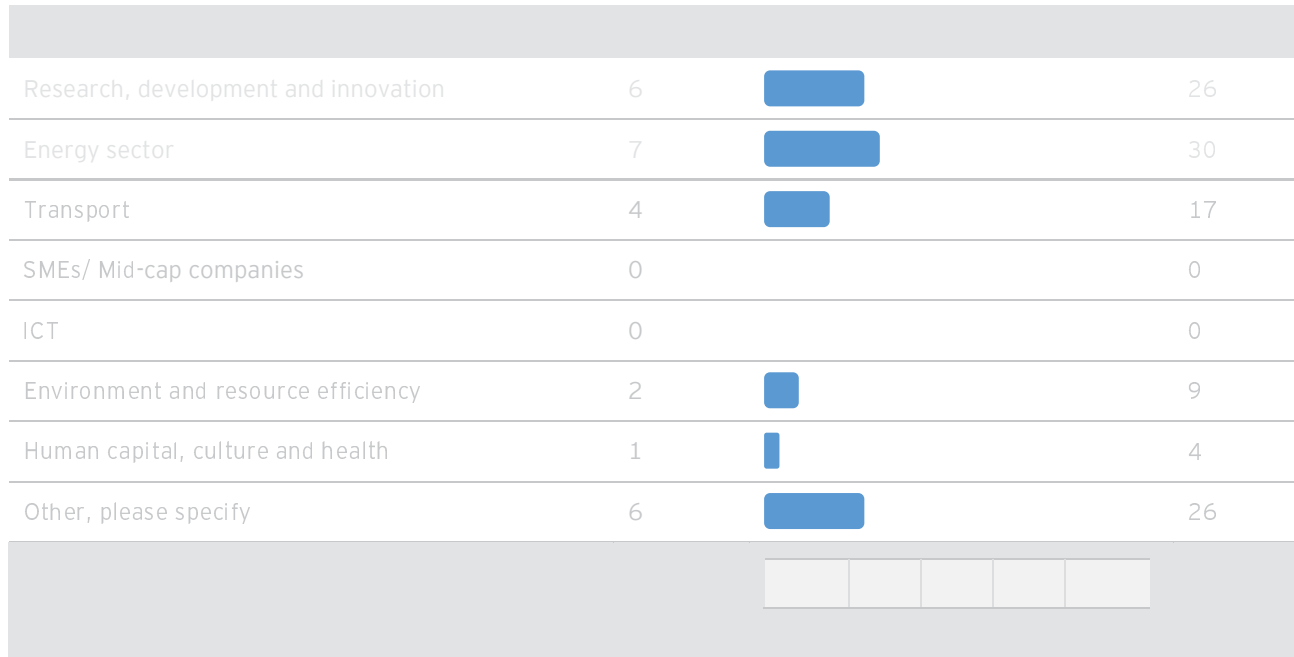 Research, development and innovation 6 26
Energy sector 7 30
Transport 4 17
SMEs/ Mid-cap companies 0 0
ICT 0 0
Environment and resource efficiency 2 9
Human capital, culture and health 1 4
Other, please specify 6 26